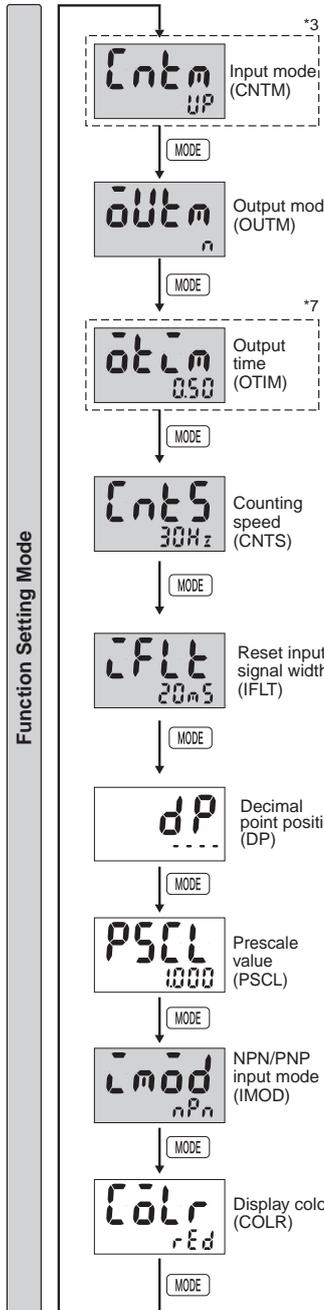 *3
Cntm
UP
Input mode
(CNTM)
MODE
oUtm
n
Output mod
(OUTM)
MODE
*7
otim
0.50
Output
time
(OTIM)
MODE
CntS
30Hz
Counting
speed
(CNTS)
MODE
iFLt
20mS
Reset input
signal width
(IFLT)
MODE
dP
----
Decimal
point positi
(DP)
MODE
PSCL
1.000
Prescale
value
(PSCL)
MODE
imod
nPn
NPN/PNP
input mode
(IMOD)
MODE
CoLr
rEd
Display colo
(COLR)
MODE
Function Setting Mode